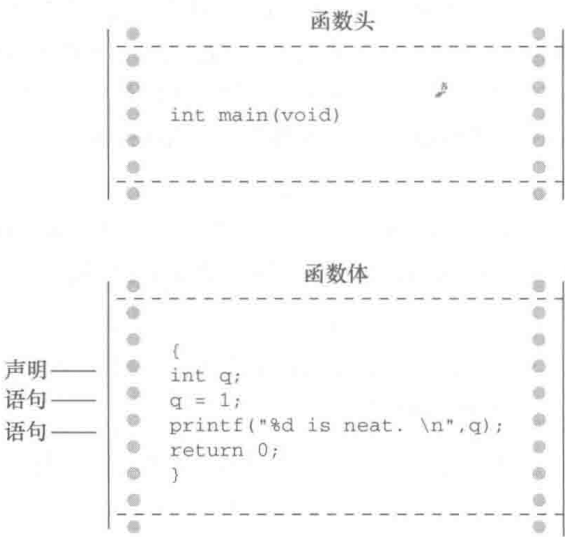 函数头
int main(void)
函数体
{
声明
int q;
语句
q = 1;
语句
printf("%d is neat. \n",q);
return 0;
}